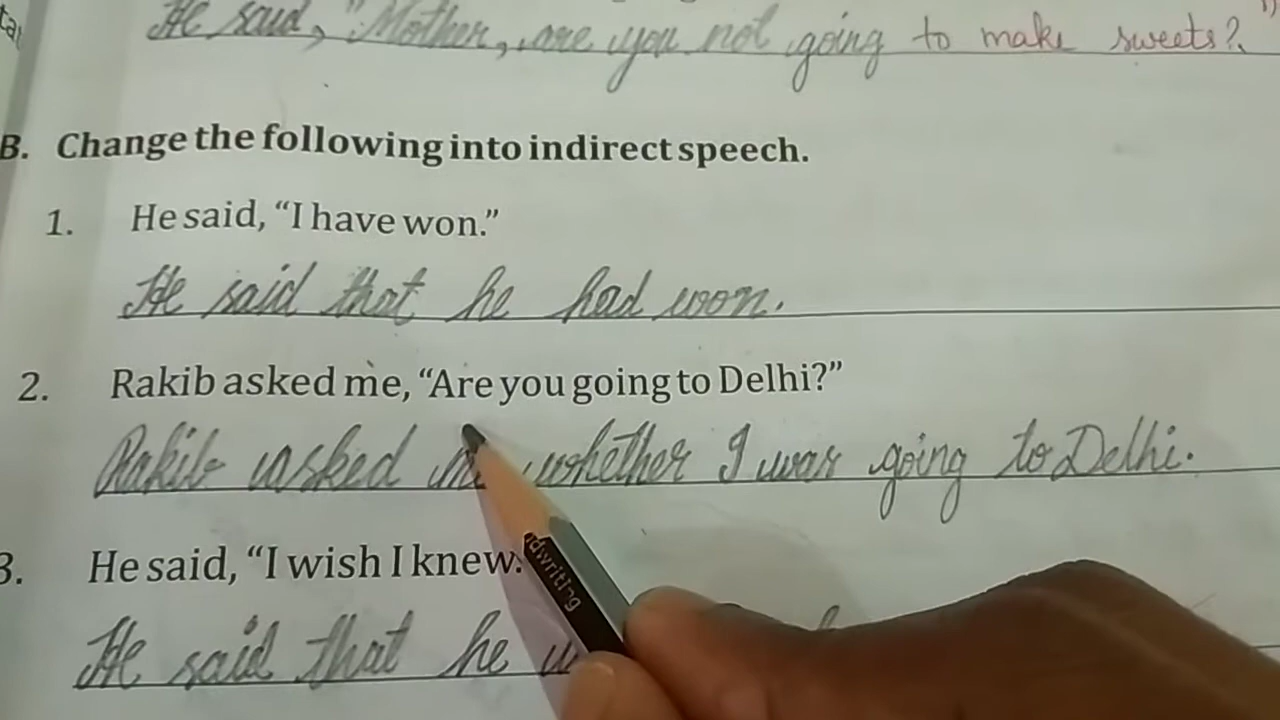 He said, "Mother, are you not going to make sweets?"
B. Change the following into indirect speech.
1. He said, “I have won.”
He said that he had won.
2. Rakib asked me, “Are you going to Delhi?”
Rakib asked me whether I was going to Delhi.
3. He said, “I wish I knew.
He said that he
ndwriting